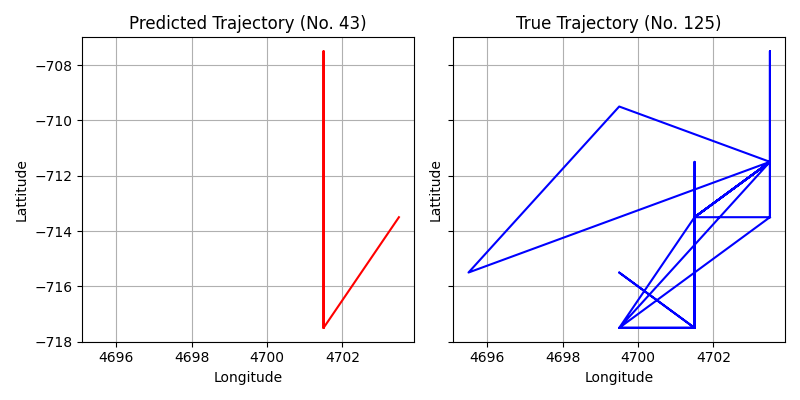 Predicted Trajectory (No. 43)
−708
−710
−712
−714
−716
−718
Lattitude
4696 4698 4700 4702
Longitude
True Trajectory (No. 125)
Lattitude
4696 4698 4700 4702
Longitude